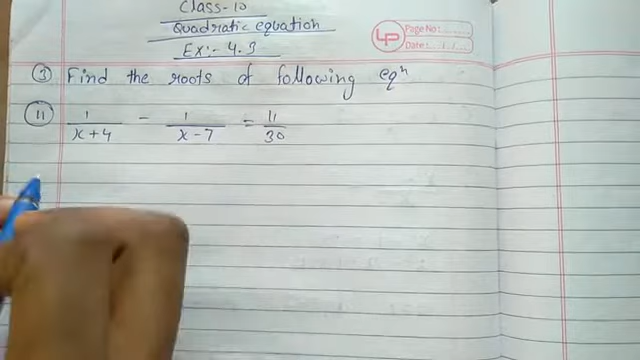 Class-10
Quadratic equation
Ex:- 4.3
LP
Page No:
Date:
③ Find the roots of following eqⁿ
(ii) 1/(x+4) - 1/(x-7) = 11/30